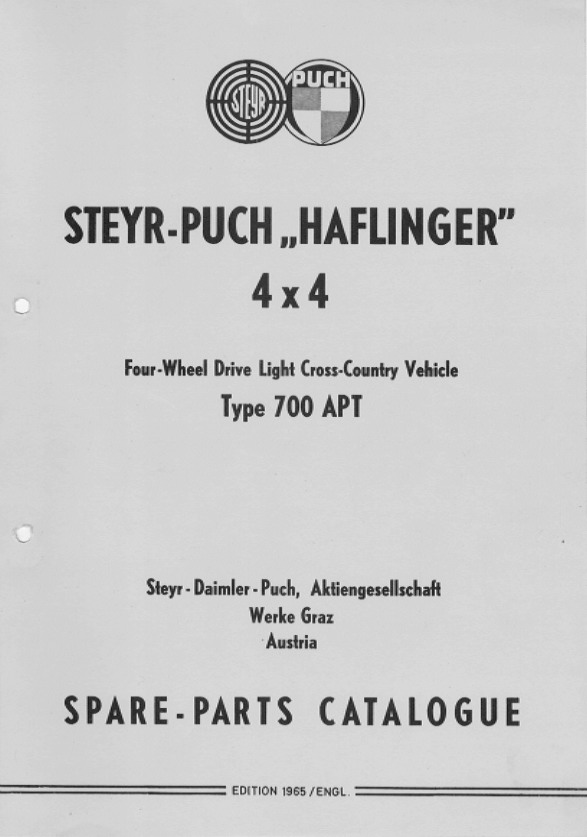 STEYR
PUCH
STEYR-PUCH „HAFLINGER”
4 x 4
Four-Wheel Drive Light Cross-Country Vehicle
Type 700 APT
Steyr-Daimler-Puch, Aktiengesellschaft
Werke Graz
Austria
SPARE-PARTS CATALOGUE
EDITION 1965/ENGL.